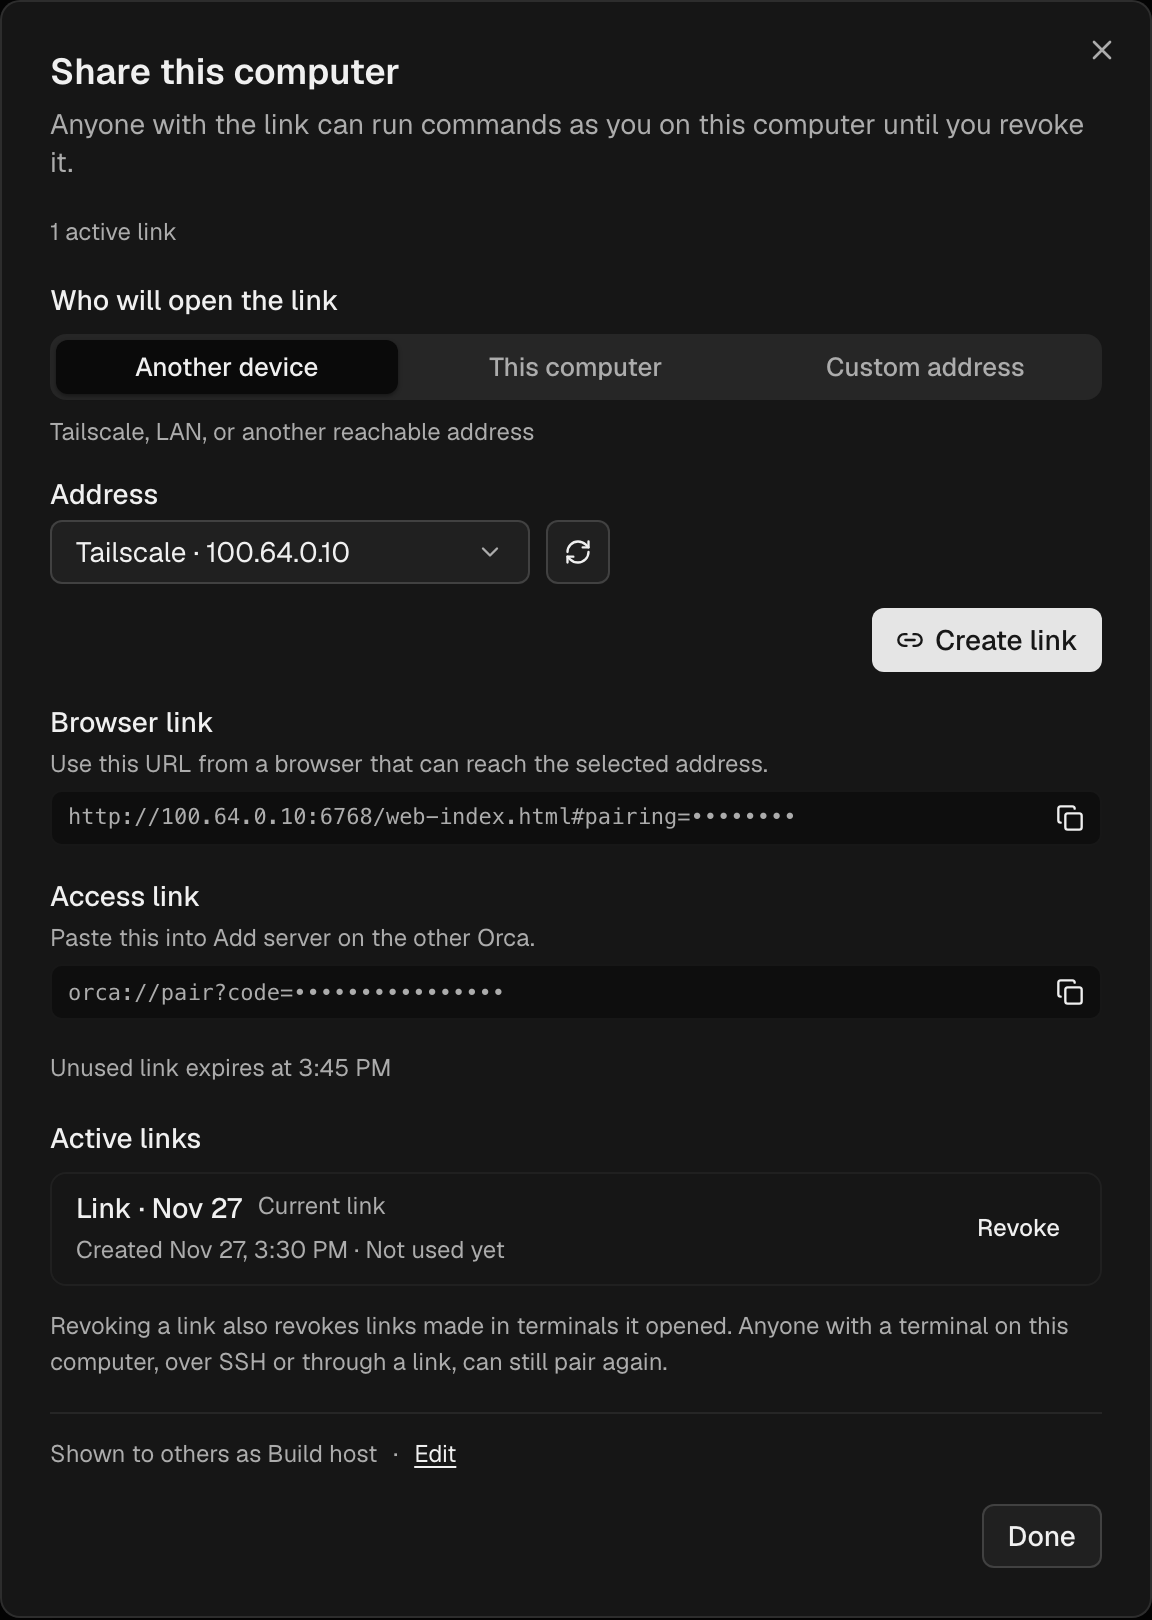 Share this computer
Anyone with the link can run commands as you on this computer until you revoke
it.
1 active link
Who will open the link
Another device
This computer
Custom address
Tailscale, LAN, or another reachable address
Address
Tailscale · 100.64.0.10
Create link
Browser link
Use this URL from a browser that can reach the selected address.
http://100.64.0.10:6768/web-index.html#pairing=••••••••
Access link
Paste this into Add server on the other Orca.
orca://pair?code=••••••••••••••••
Unused link expires at 3:45 PM
Active links
Link · Nov 27 Current link
Created Nov 27, 3:30 PM · Not used yet
Revoke
Revoking a link also revokes links made in terminals it opened. Anyone with a terminal on this
computer, over SSH or through a link, can still pair again.
Shown to others as Build host · Edit
Done